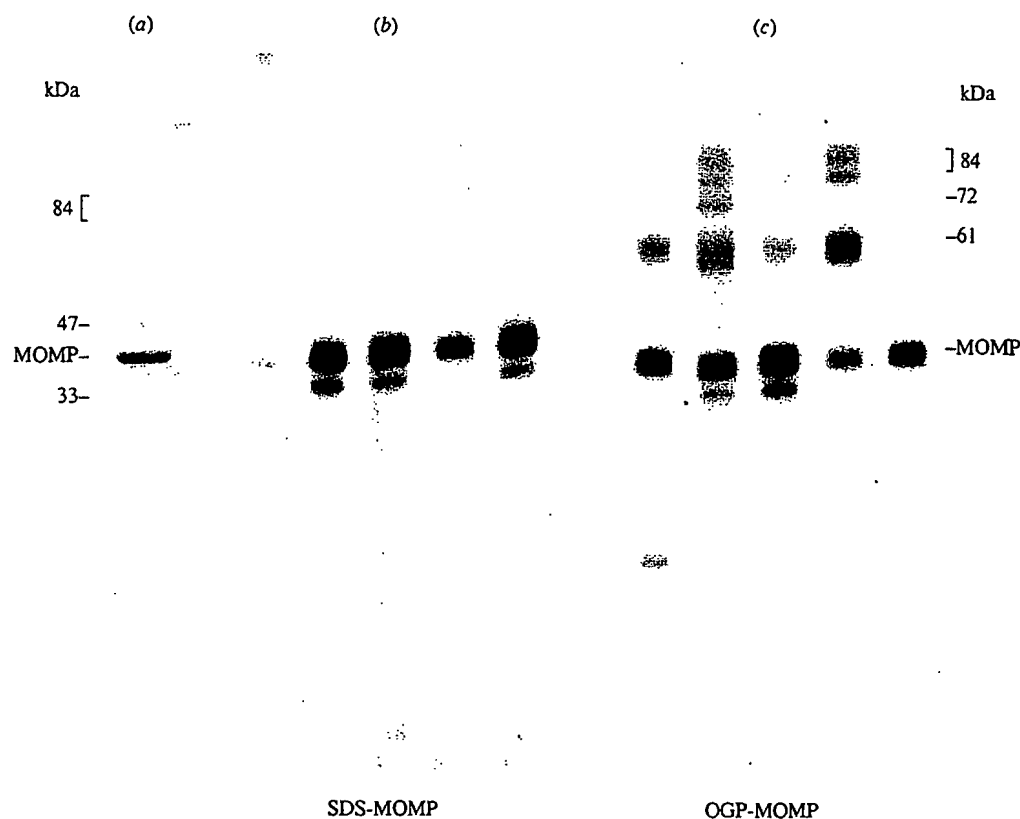 (a)
(b)
(c)
kDa
84 [
47–
MOMP–
33–
kDa
] 84
–72
–61
–MOMP
SDS-MOMP
OGP-MOMP